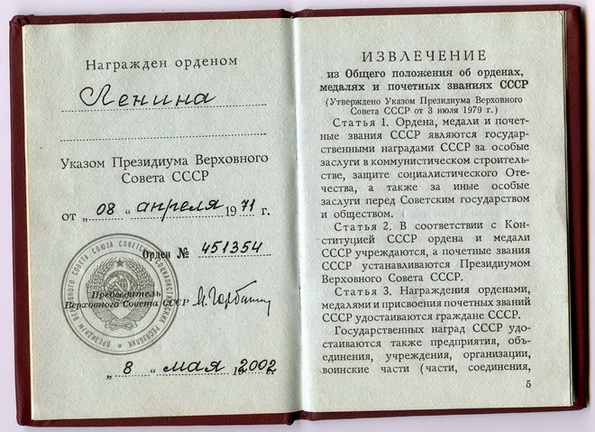 Награжден орденом
Ленина
Указом Президиума Верховного
Совета СССР
от „08“ апреля 1971 г.
Орден № 451354
Председатель
Верховного Совета СССР
„8“ мая 2002
ИЗВЛЕЧЕНИЕ
из Общего положения об орденах,
медалях и почетных званиях СССР
(Утверждено Указом Президиума Верховного
Совета СССР от 3 июля 1979 г.)
Статья 1. Ордена, медали и почет-
ные звания СССР являются государ-
ственными наградами СССР за особые
заслуги в коммунистическом строитель-
стве, защите социалистического Оте-
чества, а также за иные особые
заслуги перед Советским государством
и обществом.
Статья 2. В соответствии с Кон-
ституцией СССР ордена и медали
СССР учреждаются, а почетные звания
СССР устанавливаются Президиумом
Верховного Совета СССР.
Статья 3. Награждения орденами,
медалями и присвоения почетных званий
СССР удостаиваются граждане СССР.
Государственных наград СССР удо-
стаиваются также предприятия, объ-
единения, учреждения, организации,
воинские части (части, соединения,
5